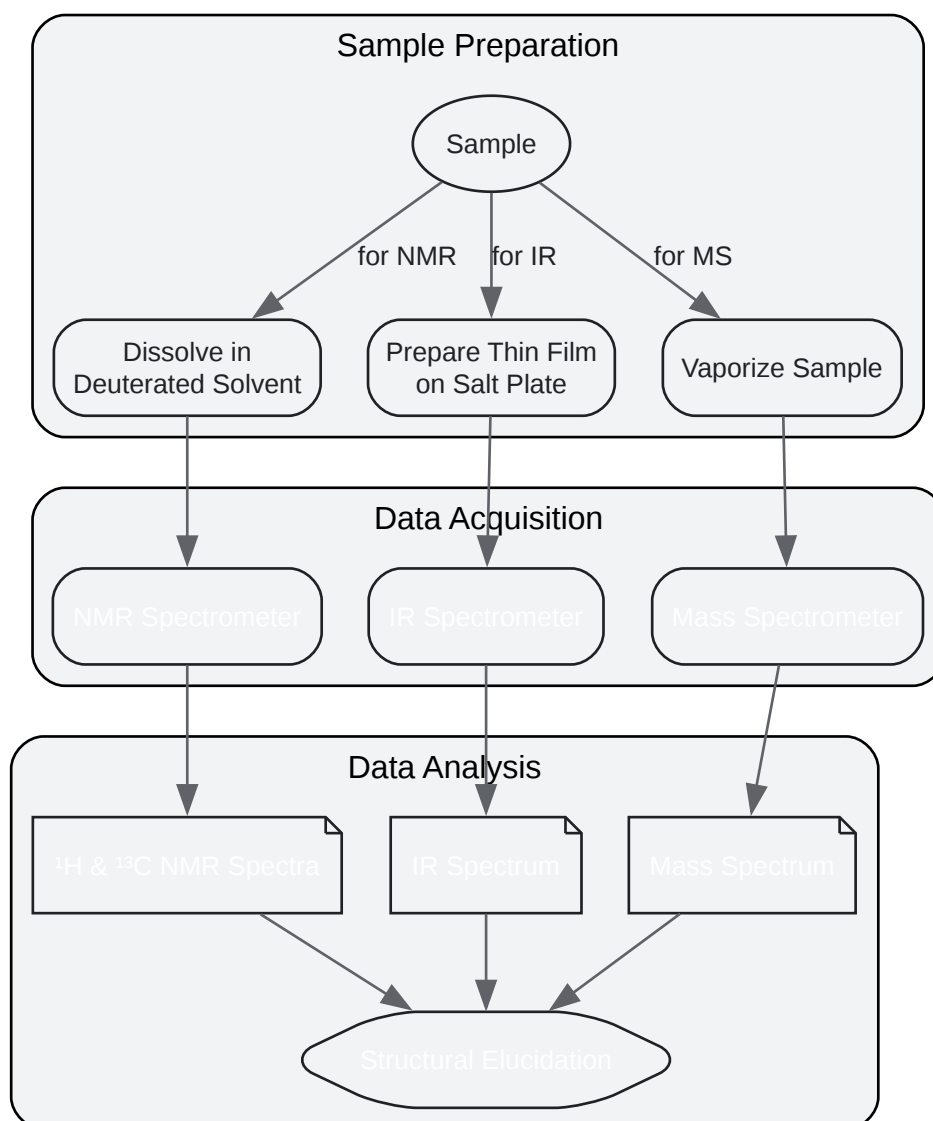 Sample Preparation
Sample
for NMR
for IR
for MS
Dissolve in
Deuterated Solvent
Prepare Thin Film
on Salt Plate
Vaporize Sample
Data Acquisition
NMR Spectrometer
IR Spectrometer
Mass Spectrometer
Data Analysis
¹H & ¹³C NMR Spectra
IR Spectrum
Mass Spectrum
Structural Elucidation